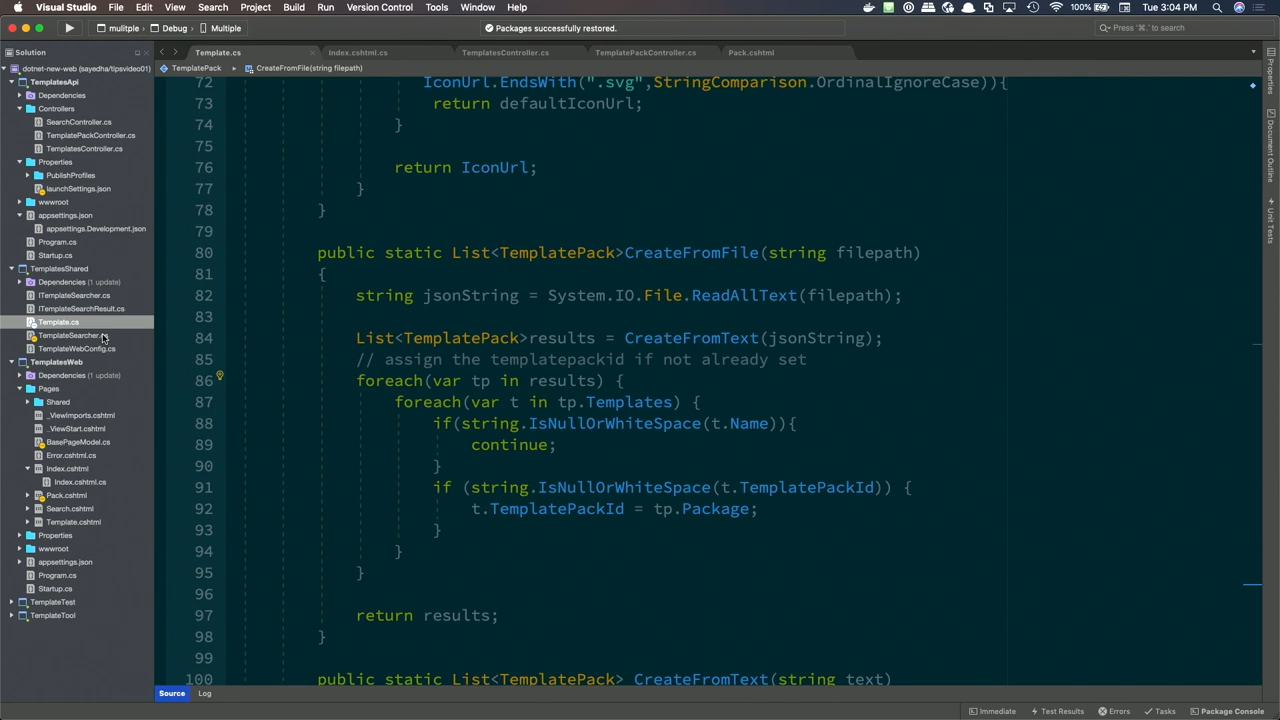 Visual Studio File Edit View Search Project Build Run Version Control Tools Window Help 100% Tue 3:04 PM
mulitple Debug Multiple Packages successfully restored. Press '⌘.' to search
Solution
Template.cs Index.cshtml.cs TemplatesController.cs TemplatePackController.cs Pack.cshtml
TemplatePack CreateFromFile(string filepath)
dotnet-new-web (sayedha/tipsvideo01)
TemplatesApi
Dependencies
Controllers
SearchController.cs
TemplatePackController.cs
TemplatesController.cs
Properties
PublishProfiles
launchSettings.json
wwwroot
appsettings.json
appsettings.Development.json
Program.cs
Startup.cs
TemplatesShared
Dependencies (1 update)
ITemplateSearcher.cs
ITemplateSearchResult.cs
Template.cs
TemplateSearcher.cs
TemplateWebConfig.cs
TemplatesWeb
Dependencies (1 update)
Pages
Shared
_ViewImports.cshtml
_ViewStart.cshtml
BasePageModel.cs
Error.cshtml.cs
Index.cshtml
Index.cshtml.cs
Pack.cshtml
Search.cshtml
Template.cshtml
Properties
wwwroot
appsettings.json
Program.cs
Startup.cs
TemplateTest
TemplateTool
72 IconUrl.EndsWith(".svg",StringComparison.OrdinalIgnoreCase)){
73 return defaultIconUrl;
74 }
75
76 return IconUrl;
77 }
78 }
79
80 public static List<TemplatePack>CreateFromFile(string filepath)
81 {
82 string jsonString = System.IO.File.ReadAllText(filepath);
83
84 List<TemplatePack>results = CreateFromText(jsonString);
85 // assign the templatepackid if not already set
86 foreach(var tp in results) {
87 foreach(var t in tp.Templates) {
88 if(string.IsNullOrWhiteSpace(t.Name)){
89 continue;
90 }
91 if (string.IsNullOrWhiteSpace(t.TemplatePackId)) {
92 t.TemplatePackId = tp.Package;
93 }
94 }
95 }
96
97 return results;
98 }
99
100 public static List<TemplatePack> CreateFromText(string text)
Source Log
Properties
Document Outline
Unit Tests
Immediate Test Results Errors Tasks Package Console